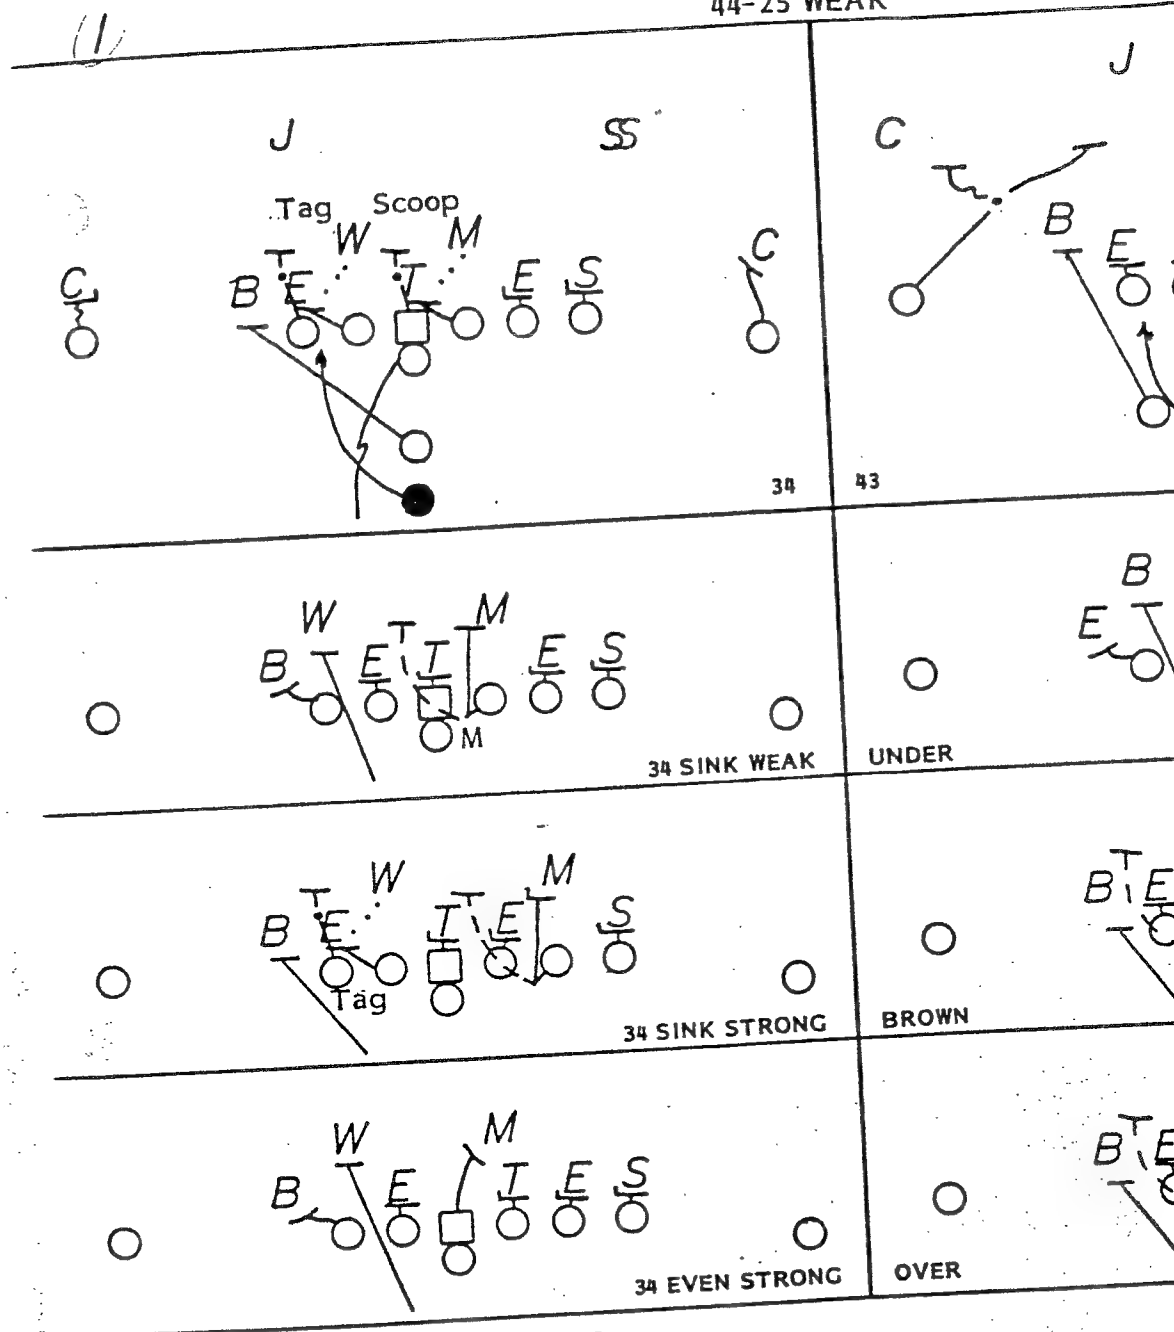 44-25 WEAK
(1)
J SS
Tag Scoop
W M
C B E T E S C
34
J
C
B
E
43
W M
B E T E S
M
34 SINK WEAK
B
E
UNDER
W M
B E T E S
Tag
34 SINK STRONG
B E
BROWN
W M
B E T E S
34 EVEN STRONG
B E
OVER